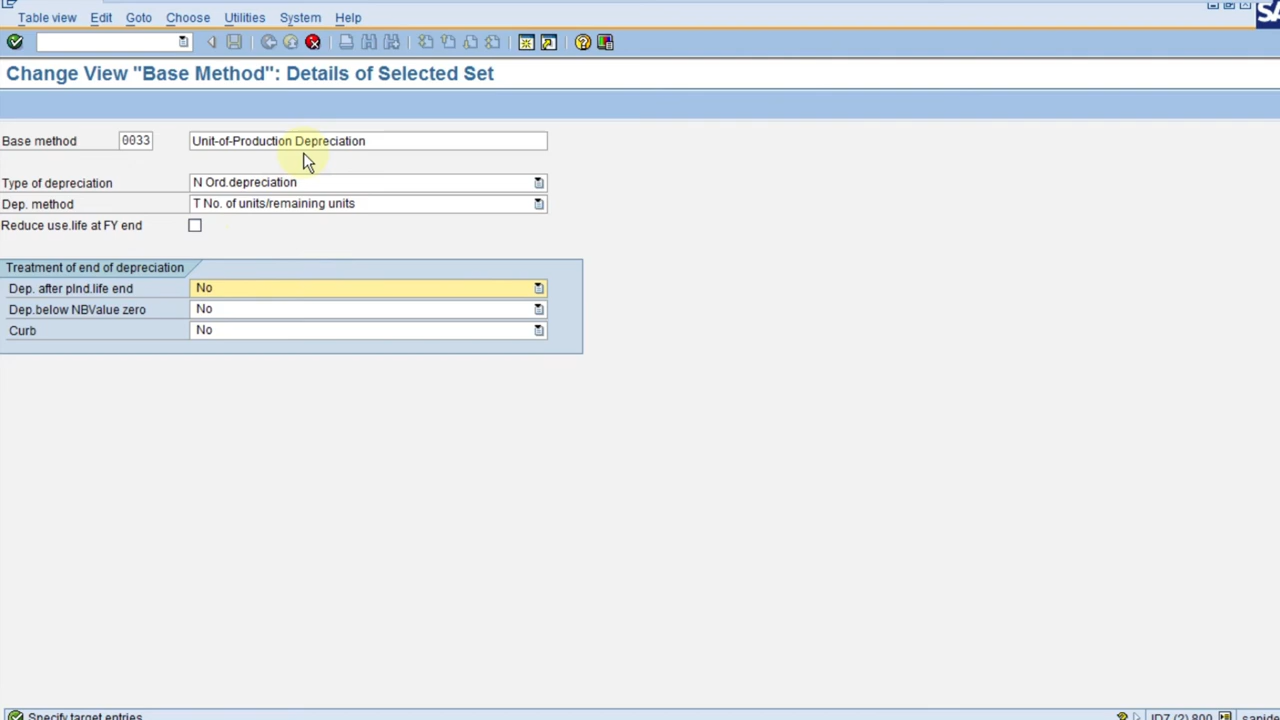 Table view Edit Goto Choose Utilities System Help
Change View "Base Method": Details of Selected Set
Base method 0033 Unit-of-Production Depreciation
Type of depreciation N Ord.depreciation
Dep. method T No. of units/remaining units
Reduce use.life at FY end
Treatment of end of depreciation
Dep. after plnd.life end No
Dep.below NBValue zero No
Curb No
Specify target entries